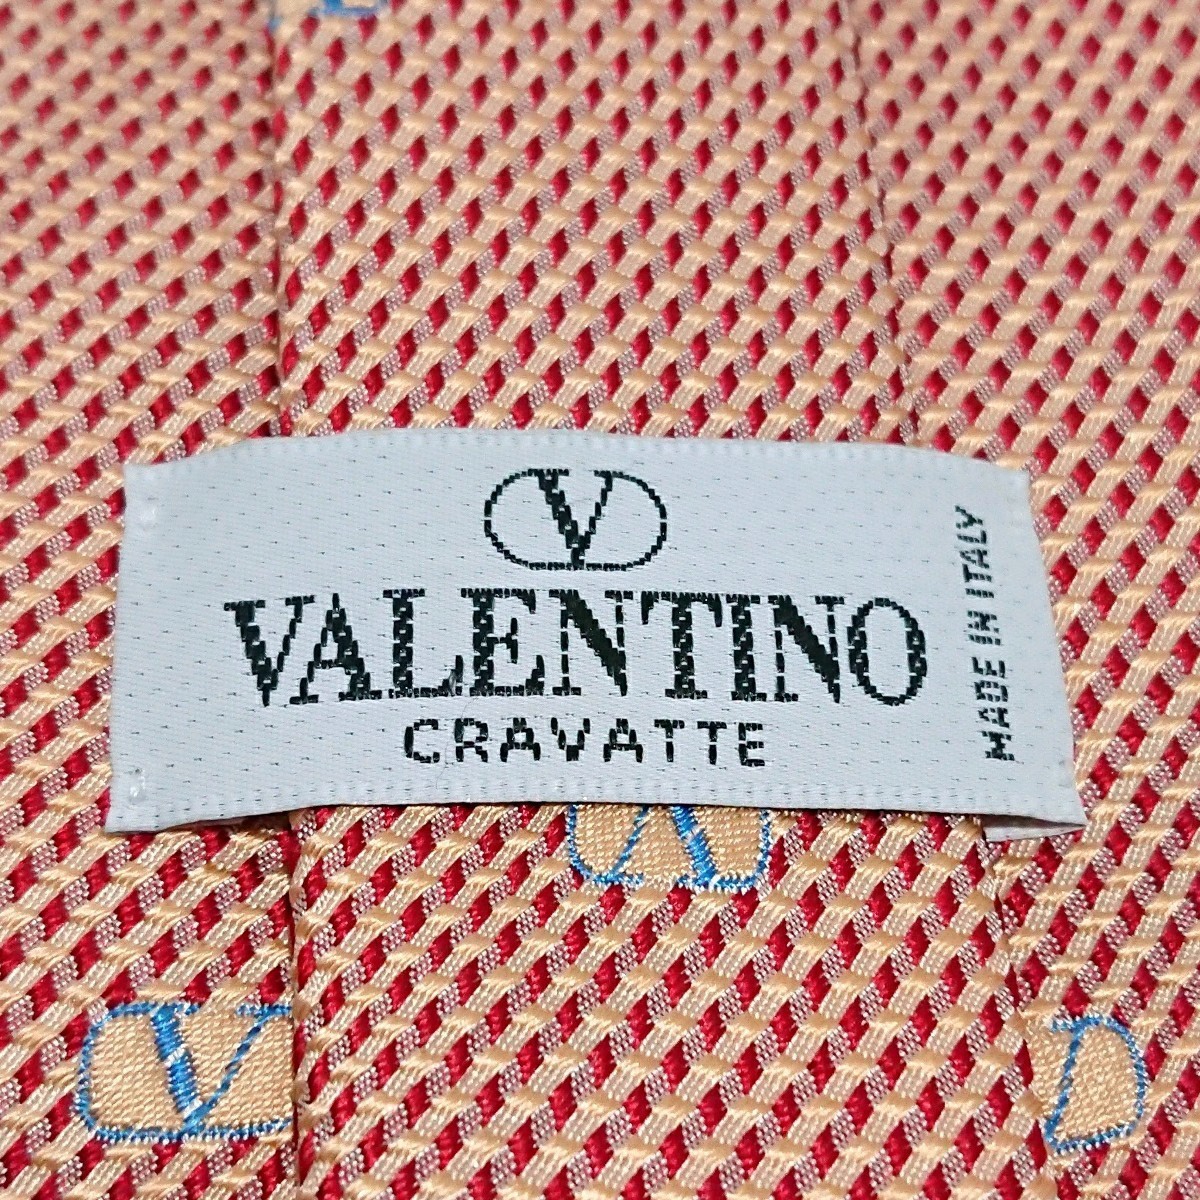 V
VALENTINO
CRAVATTE
MADE IN ITALY
V